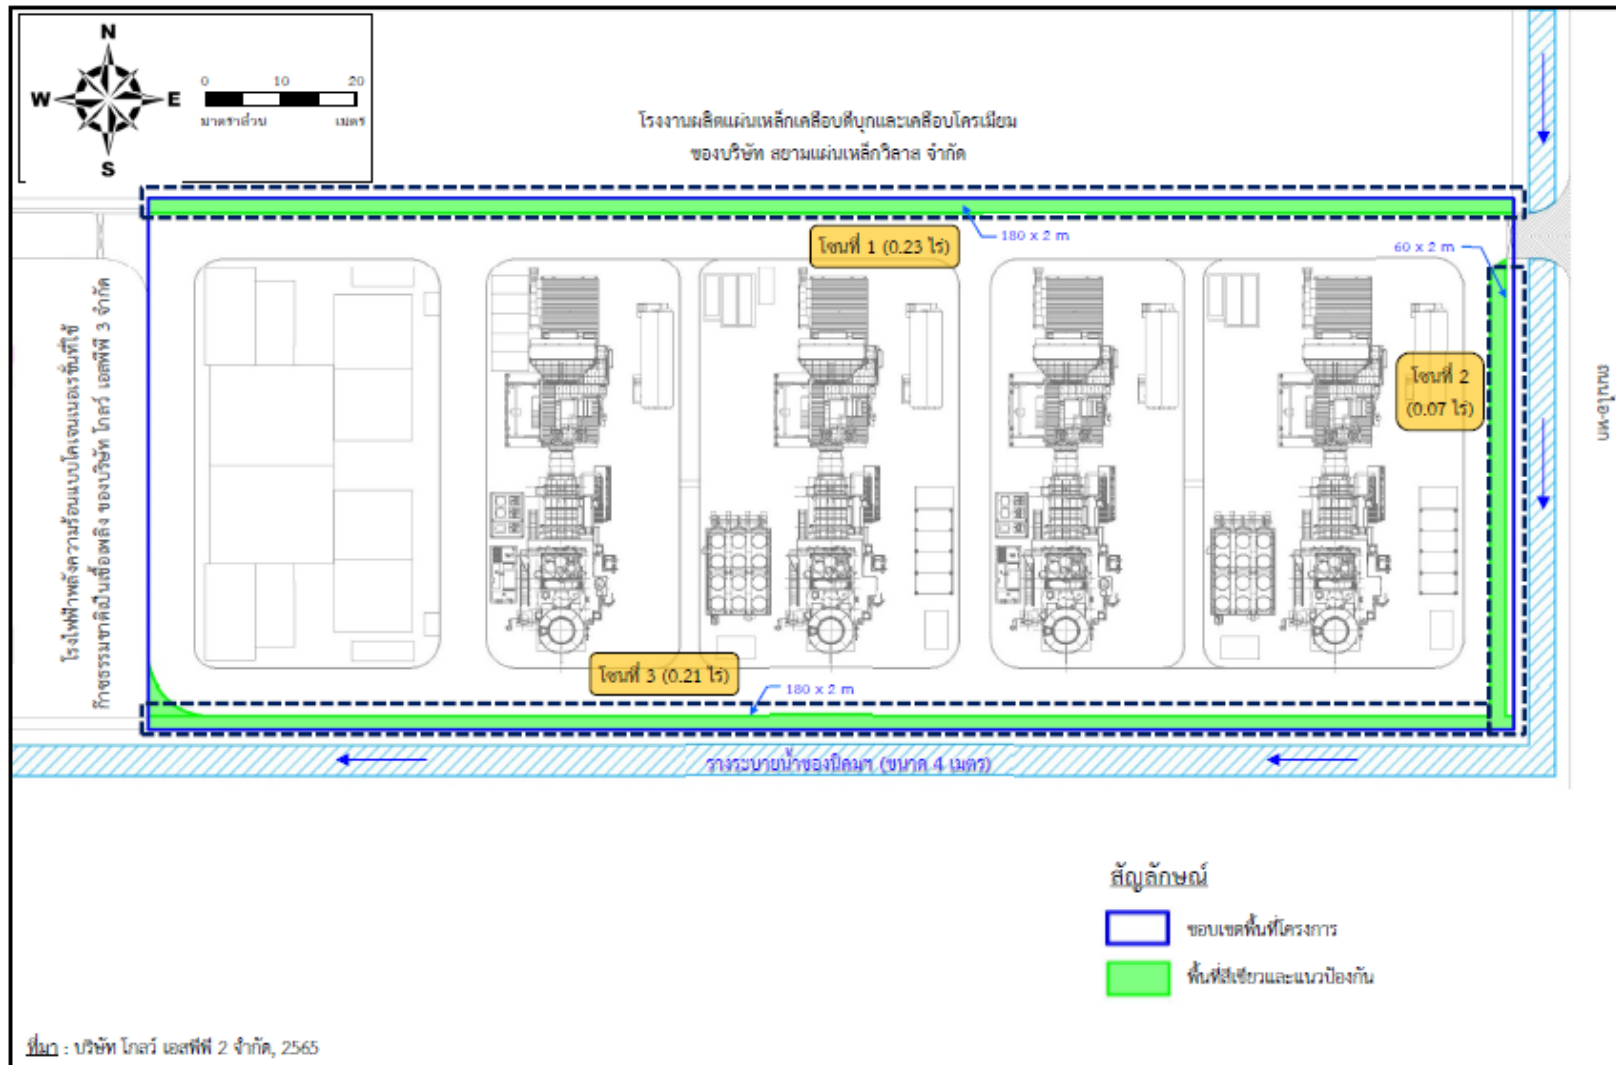 N
W
E
S
0 10 20
มาตราส่วน เมตร
โรงงานผลิตแผ่นเหล็กเคลือบดีบุกและเคลือบโครเมียม
ของบริษัท สยามแผ่นเหล็กวิลาส จำกัด
โซนที่ 1 (0.23 ไร่)
180 x 2 m
60 x 2 m
โรงไฟฟ้าพลังความร้อนแบบโคเจนเนอเรชั่นที่ใช้
ก๊าซธรรมชาติเป็นเชื้อเพลิง ของบริษัท โกลว์ เอสพีพี 3 จำกัด
โซนที่ 2
(0.07 ไร่)
ถนนไอ-หก
โซนที่ 3 (0.21 ไร่)
180 x 2 m
รางระบายน้ำของนิคมฯ (ขนาด 4 เมตร)
สัญลักษณ์
ขอบเขตพื้นที่โครงการ
พื้นที่สีเขียวและแนวป้องกัน
ที่มา : บริษัท โกลว์ เอสพีพี 2 จำกัด, 2565